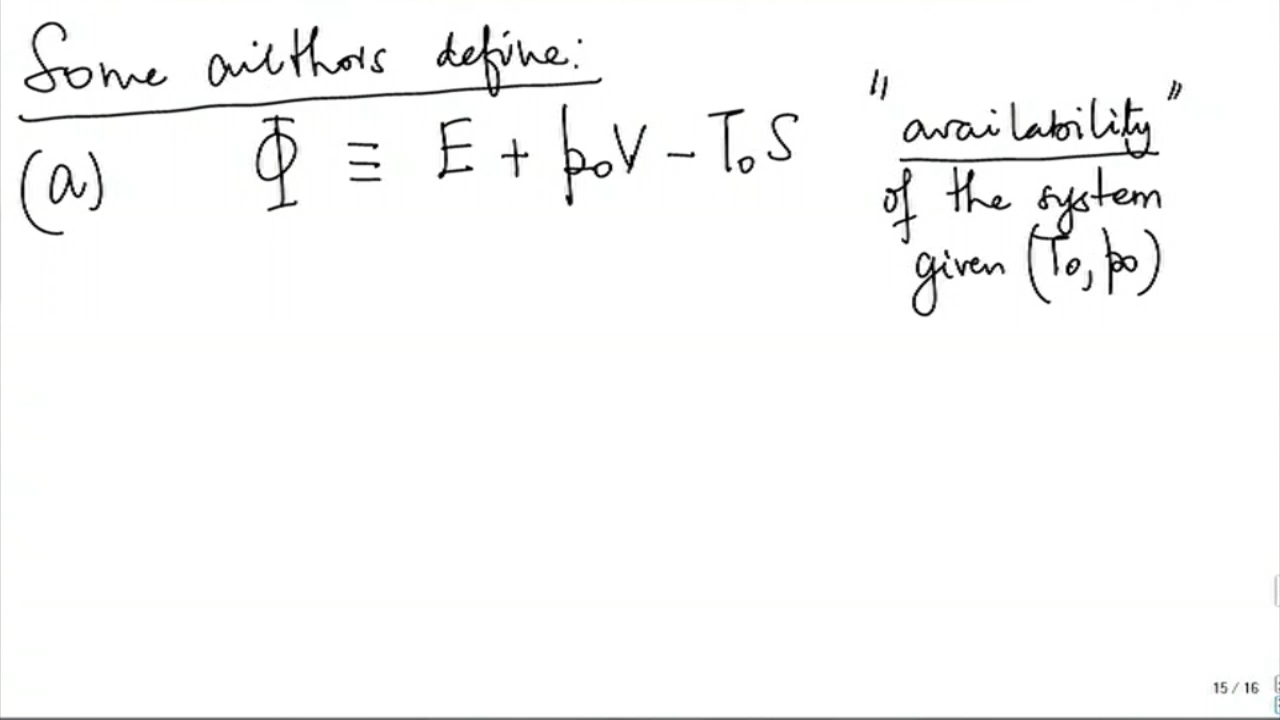 Some authors define:
(a) Φ ≡ E + p₀V − T₀S "availability"
of the system
given (T₀, p₀)
15 / 16